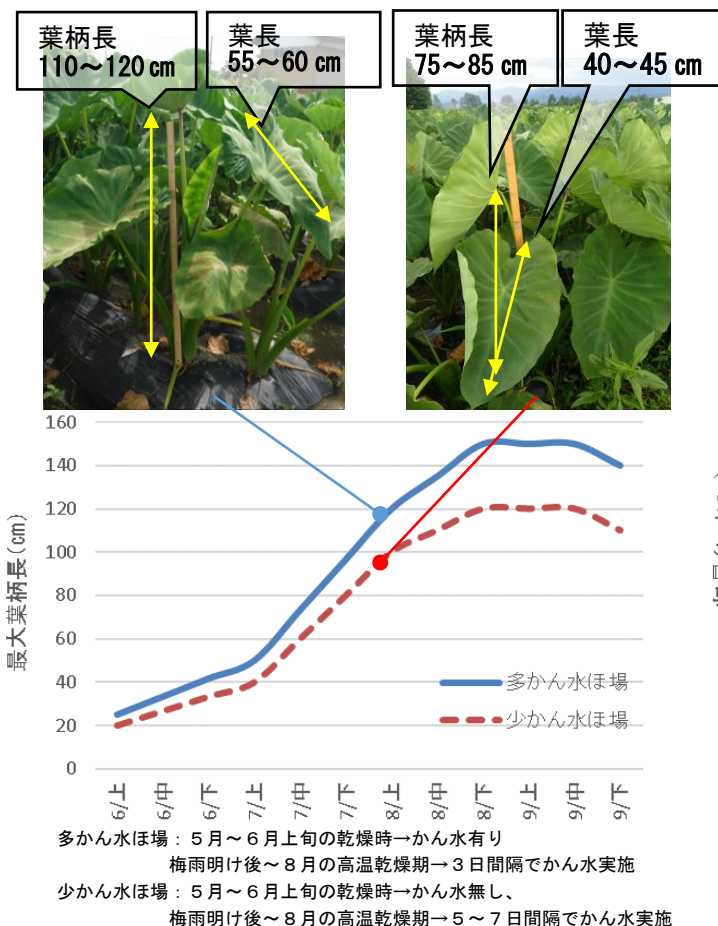 葉柄長
110～120㎝
葉長
55～60㎝
葉柄長
75～85㎝
葉長
40～45㎝
最大葉柄長(cm)
160
140
120
100
80
60
40
20
0
6/上
6/中
6/下
7/上
7/中
7/下
8/上
8/中
8/下
9/上
9/中
9/下
多かん水ほ場
少かん水ほ場
多かん水ほ場：５月～６月上旬の乾燥時→かん水有り
梅雨明け後～８月の高温乾燥期→３日間隔でかん水実施
少かん水ほ場：５月～６月上旬の乾燥時→かん水無し、
梅雨明け後～８月の高温乾燥期→５～７日間隔でかん水実施